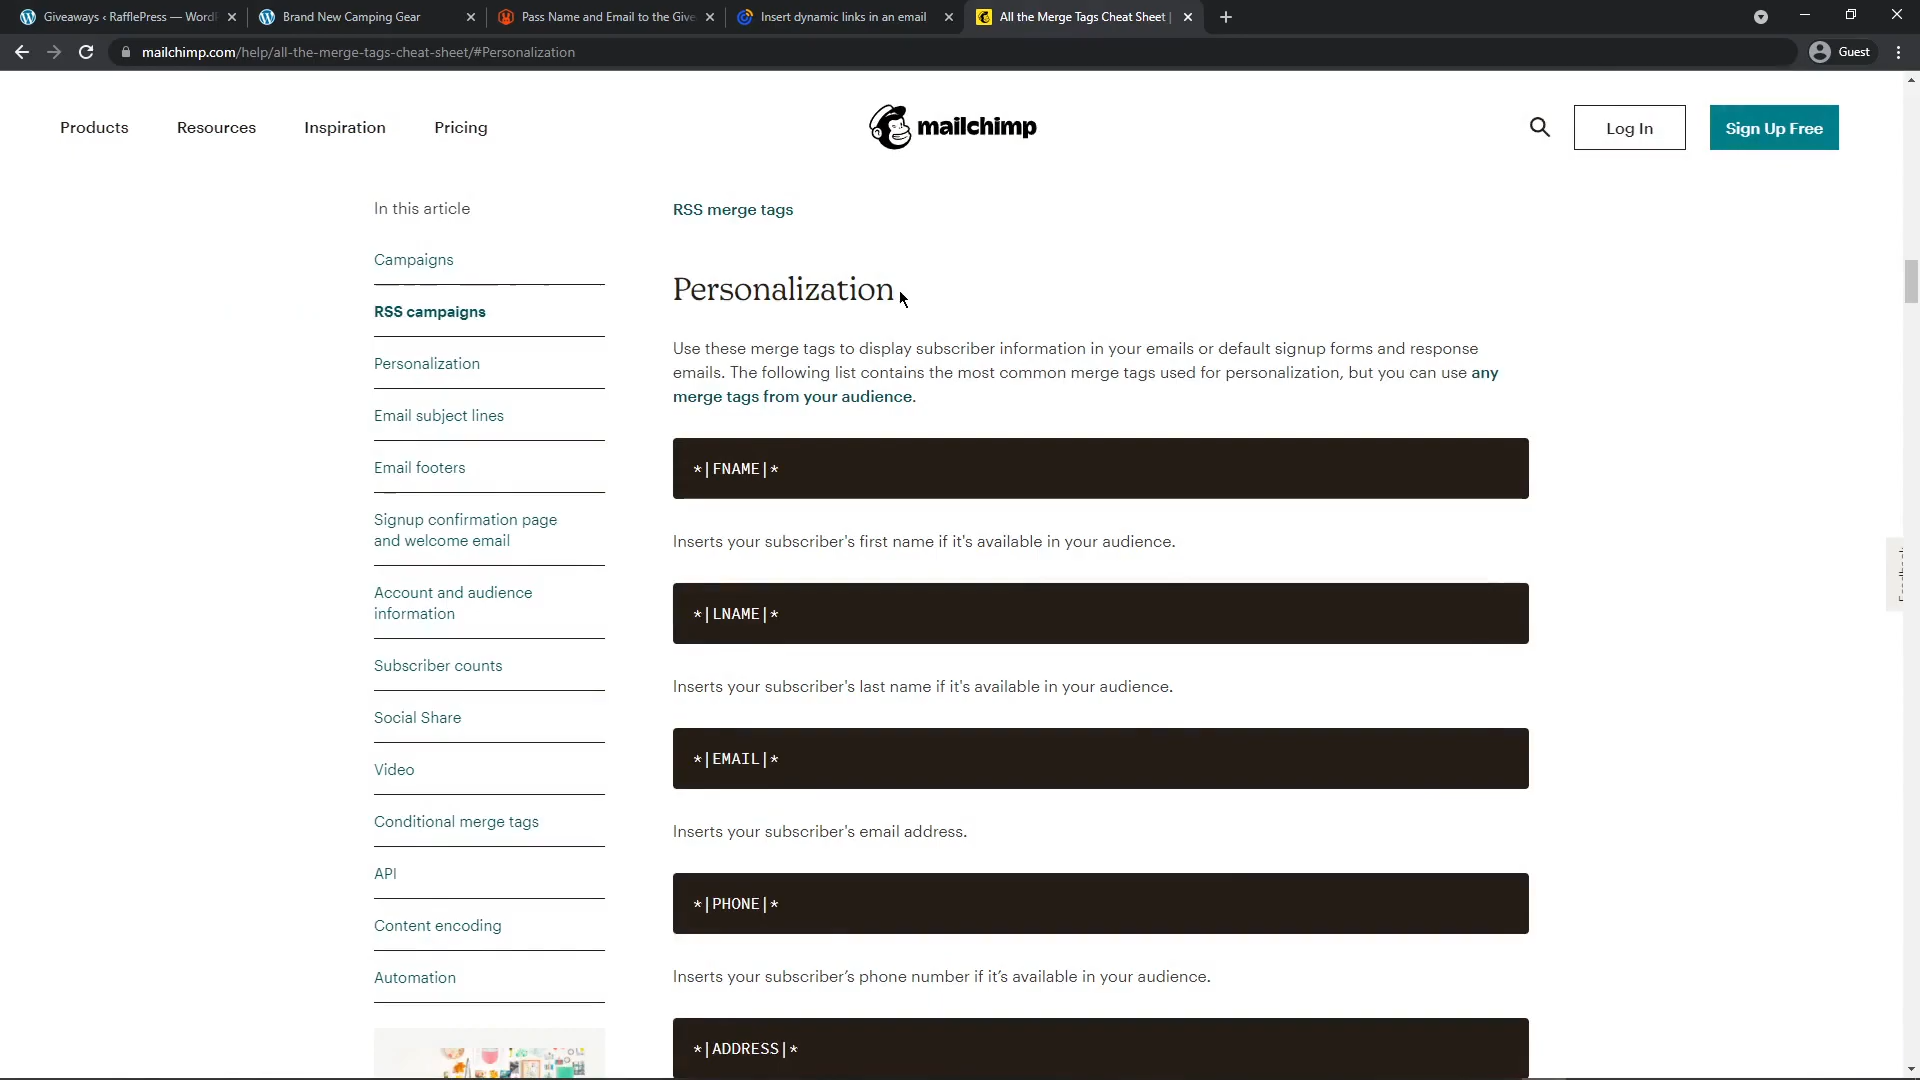 Giveaways ‹ RafflePress — WordP
Brand New Camping Gear
Pass Name and Email to the Give
Insert dynamic links in an email
All the Merge Tags Cheat Sheet |
mailchimp.com/help/all-the-merge-tags-cheat-sheet/#Personalization
Guest
Products
Resources
Inspiration
Pricing
mailchimp
Log In
Sign Up Free
In this article
Campaigns
RSS campaigns
Personalization
Email subject lines
Email footers
Signup confirmation page
and welcome email
Account and audience
information
Subscriber counts
Social Share
Video
Conditional merge tags
API
Content encoding
Automation
RSS merge tags
Personalization
Use these merge tags to display subscriber information in your emails or default signup forms and response
emails. The following list contains the most common merge tags used for personalization, but you can use any
merge tags from your audience.
*|FNAME|*
Inserts your subscriber's first name if it's available in your audience.
*|LNAME|*
Inserts your subscriber's last name if it's available in your audience.
*|EMAIL|*
Inserts your subscriber's email address.
*|PHONE|*
Inserts your subscriber’s phone number if it’s available in your audience.
*|ADDRESS|*